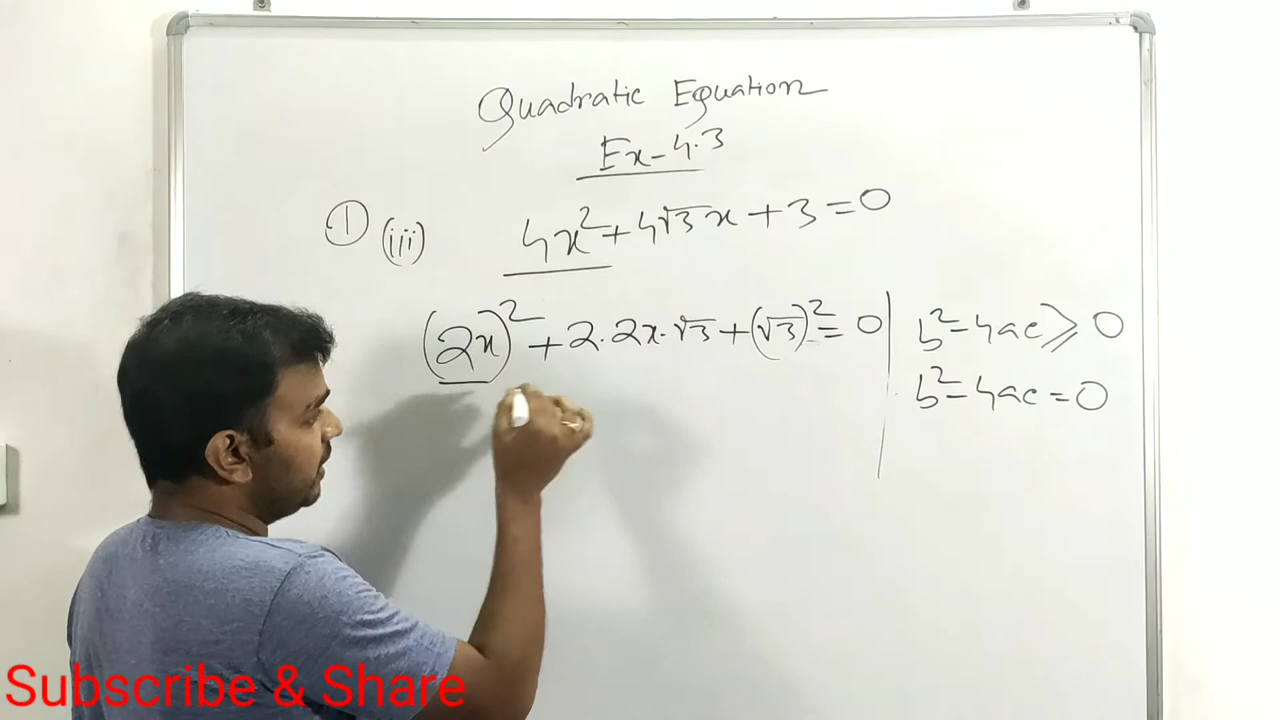 Quadratic Equation
Ex-4.3
① (iii) 4x²+4√3x+3=0
(2x)²+2.2x.√3+(√3)²=0
b²-4ac≥0
b²-4ac=0
Subscribe & Share